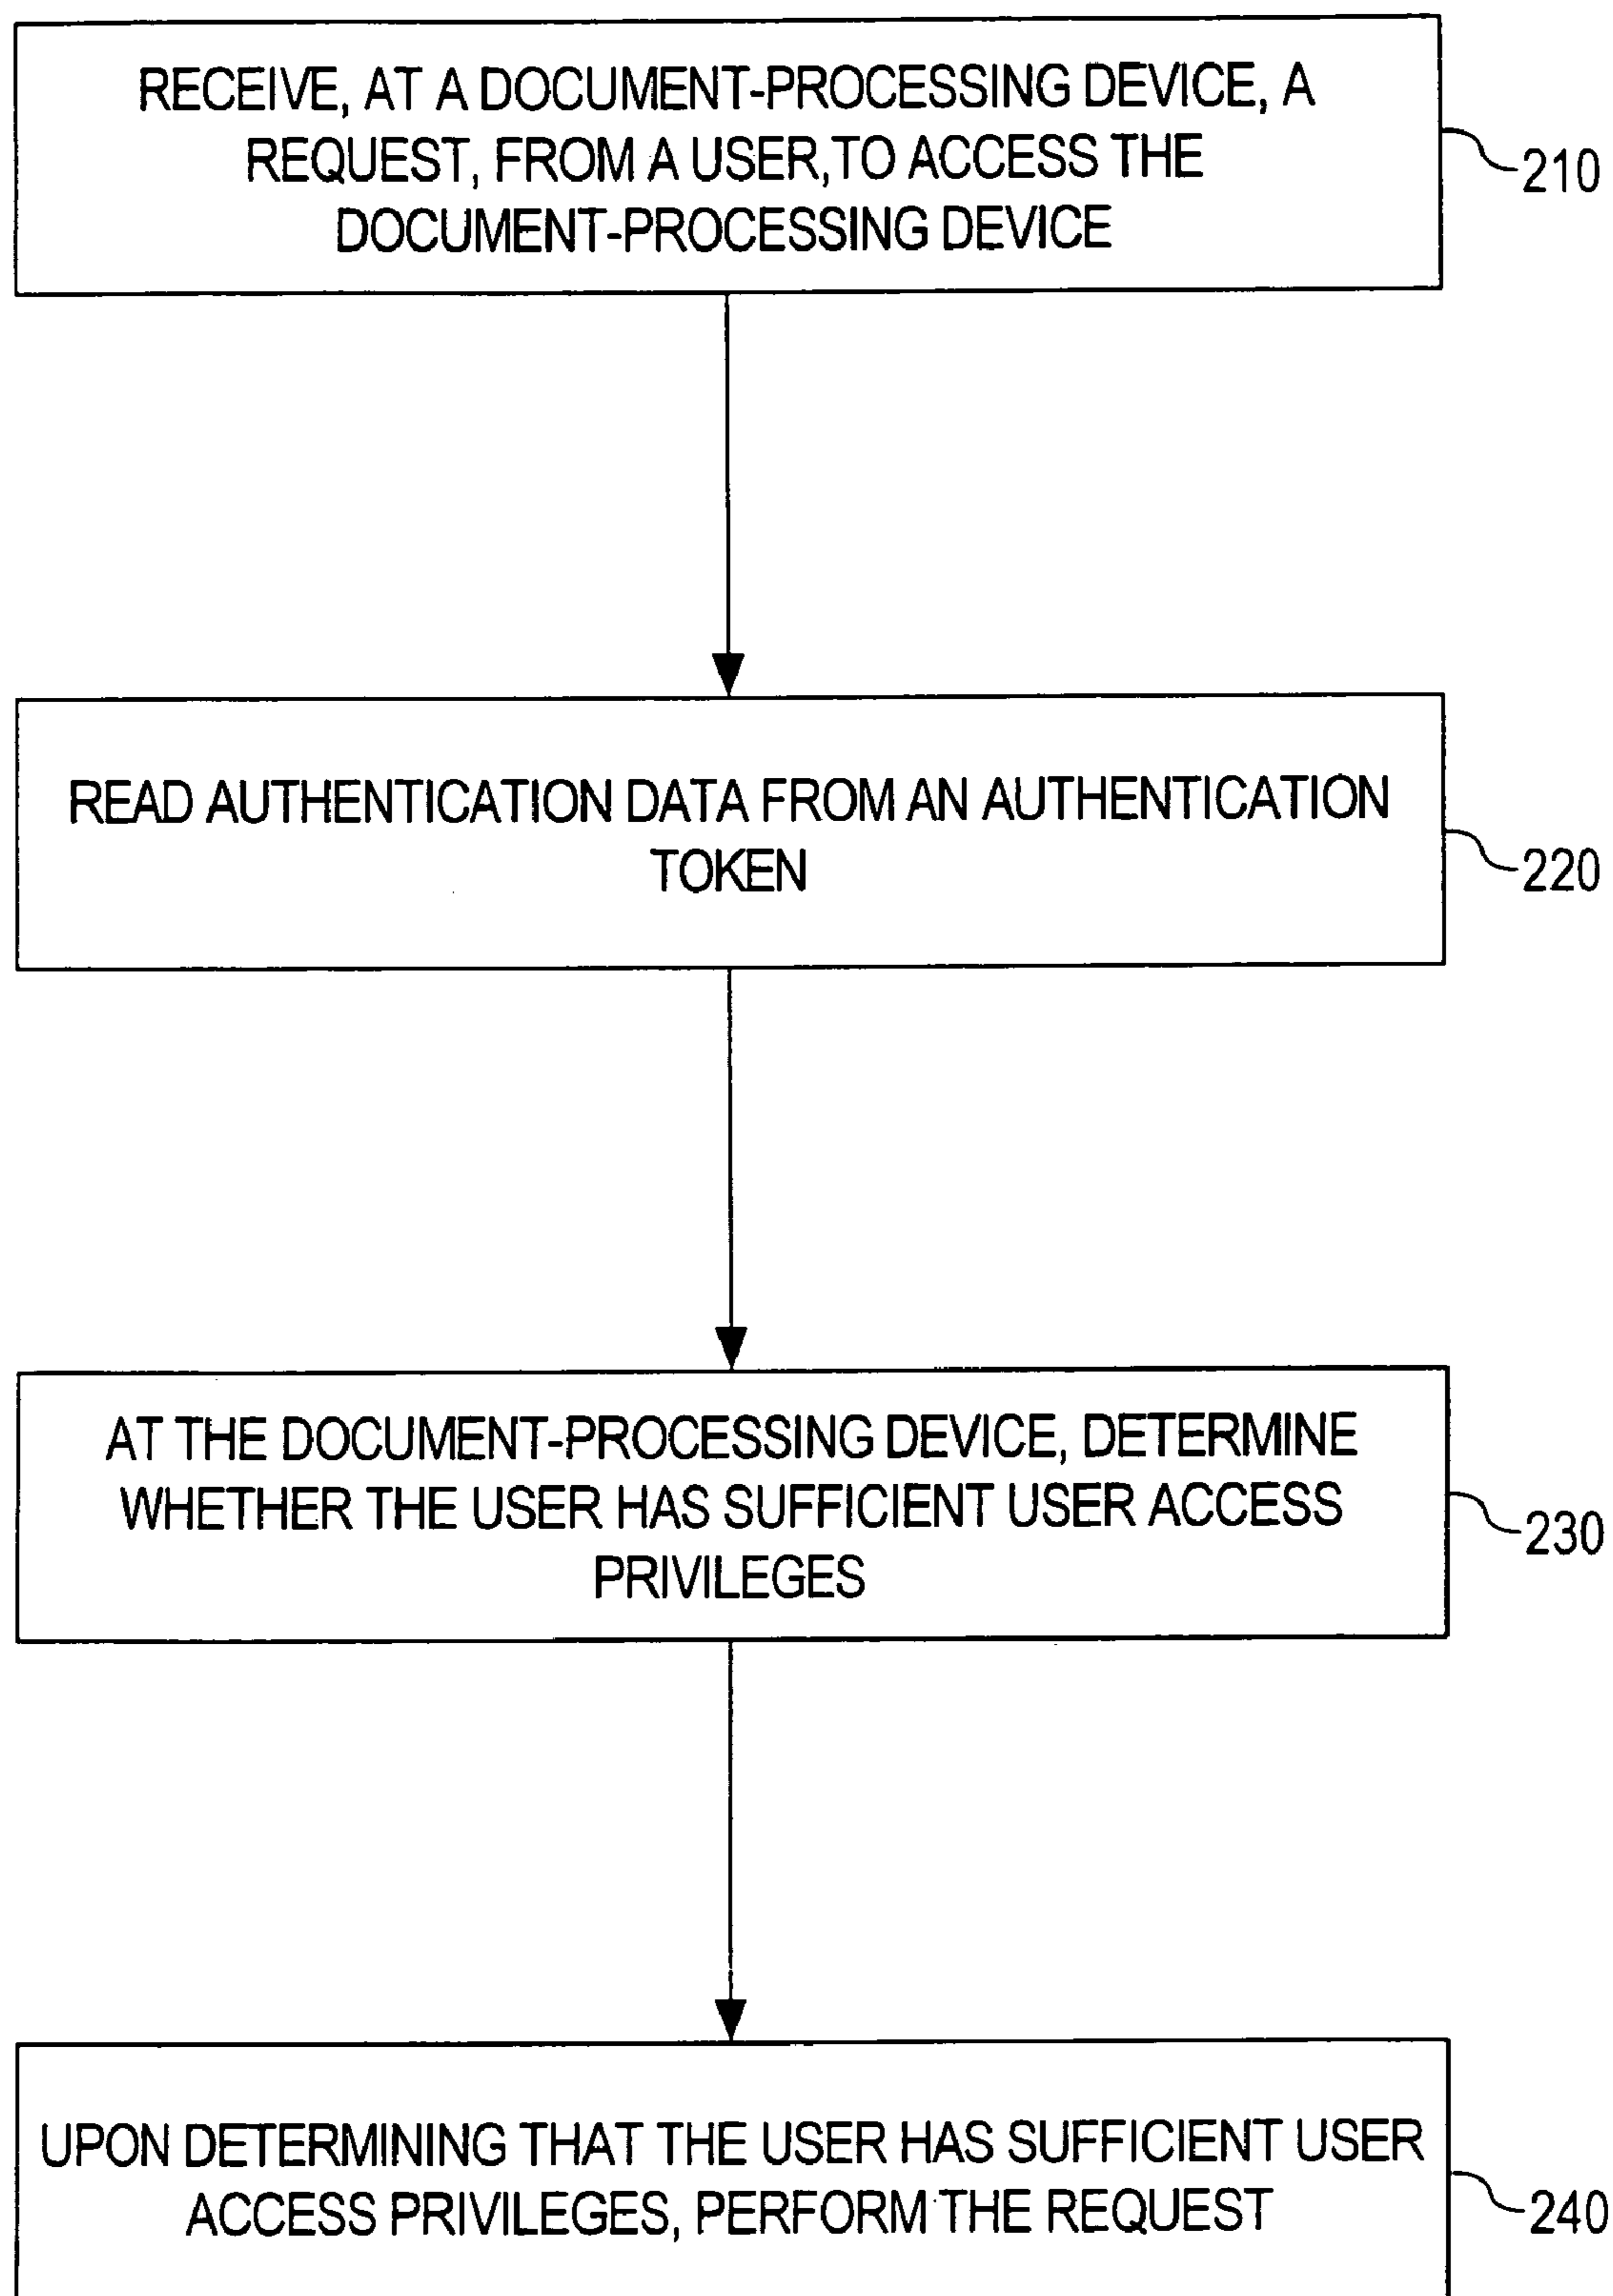 RECEIVE, AT A DOCUMENT-PROCESSING DEVICE, A
REQUEST, FROM A USER,TO ACCESS THE
DOCUMENT-PROCESSING DEVICE
210
READ AUTHENTICATION DATA FROM AN AUTHENTICATION
TOKEN
220
AT THE DOCUMENT-PROCESSING DEVICE, DETERMINE
WHETHER THE USER HAS SUFFICIENT USER ACCESS
PRIVILEGES
230
UPON DETERMINING THAT THE USER HAS SUFFICIENT USER
ACCESS PRIVILEGES, PERFORM THE REQUEST
240